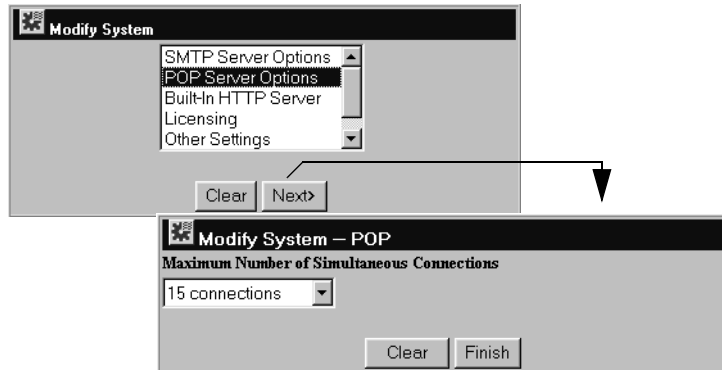 Modify System
SMTP Server Options
POP Server Options
Built-In HTTP Server
Licensing
Other Settings
Clear
Next>
Modify System – POP
Maximum Number of Simultaneous Connections
15 connections
Clear
Finish